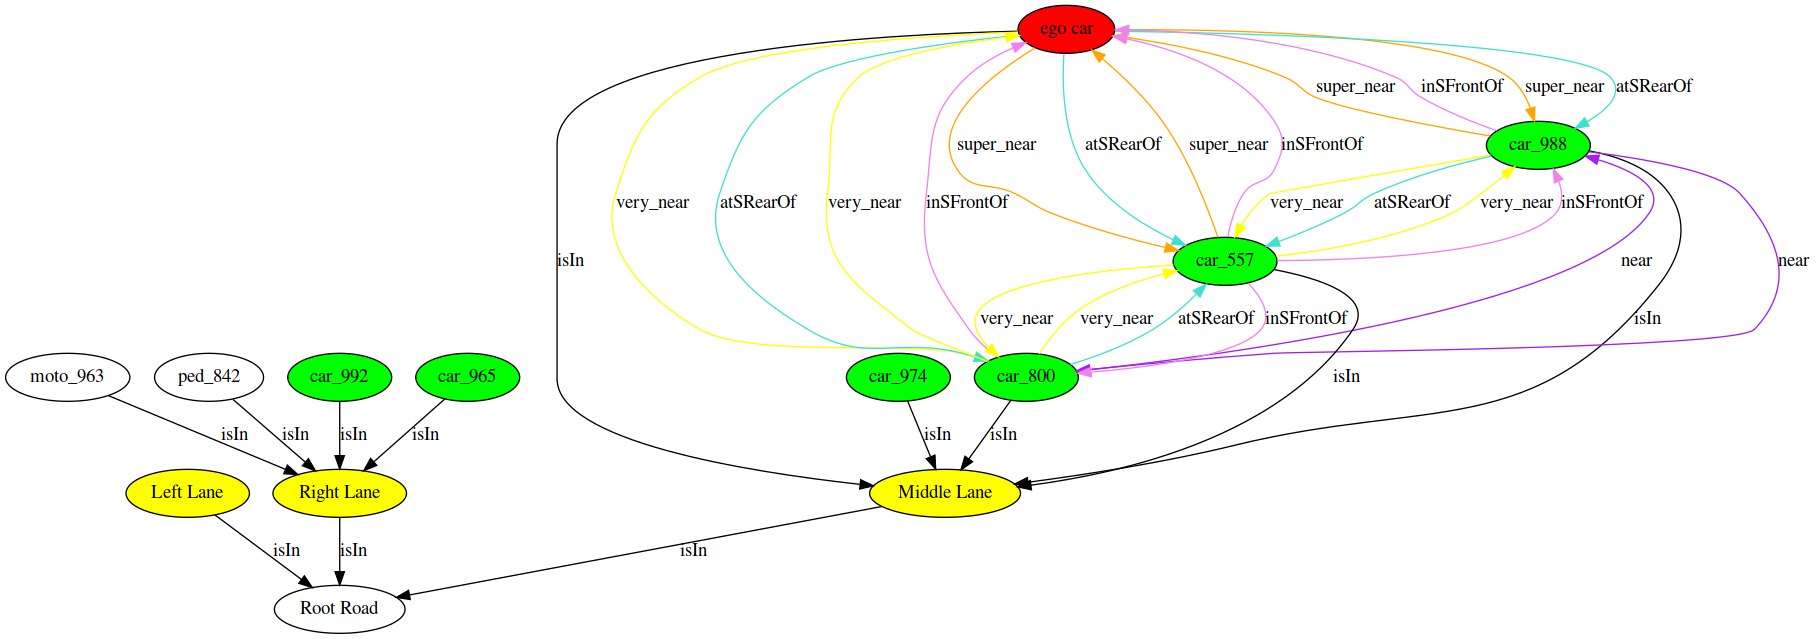 ego car
super_near
inSFrontOf
super_near
atSRearOf
super_near
atSRearOf
super_near
inSFrontOf
car_988
very_near
atSRearOf
very_near
inSFrontOf
very_near
atSRearOf
very_near
inSFrontOf
isIn
car_557
near
near
very_near
very_near
atSRearOf
inSFrontOf
isIn
moto_963
ped_842
car_992
car_965
car_974
car_800
isIn
isIn
isIn
isIn
isIn
isIn
isIn
Left Lane
Right Lane
Middle Lane
isIn
isIn
isIn
Root Road